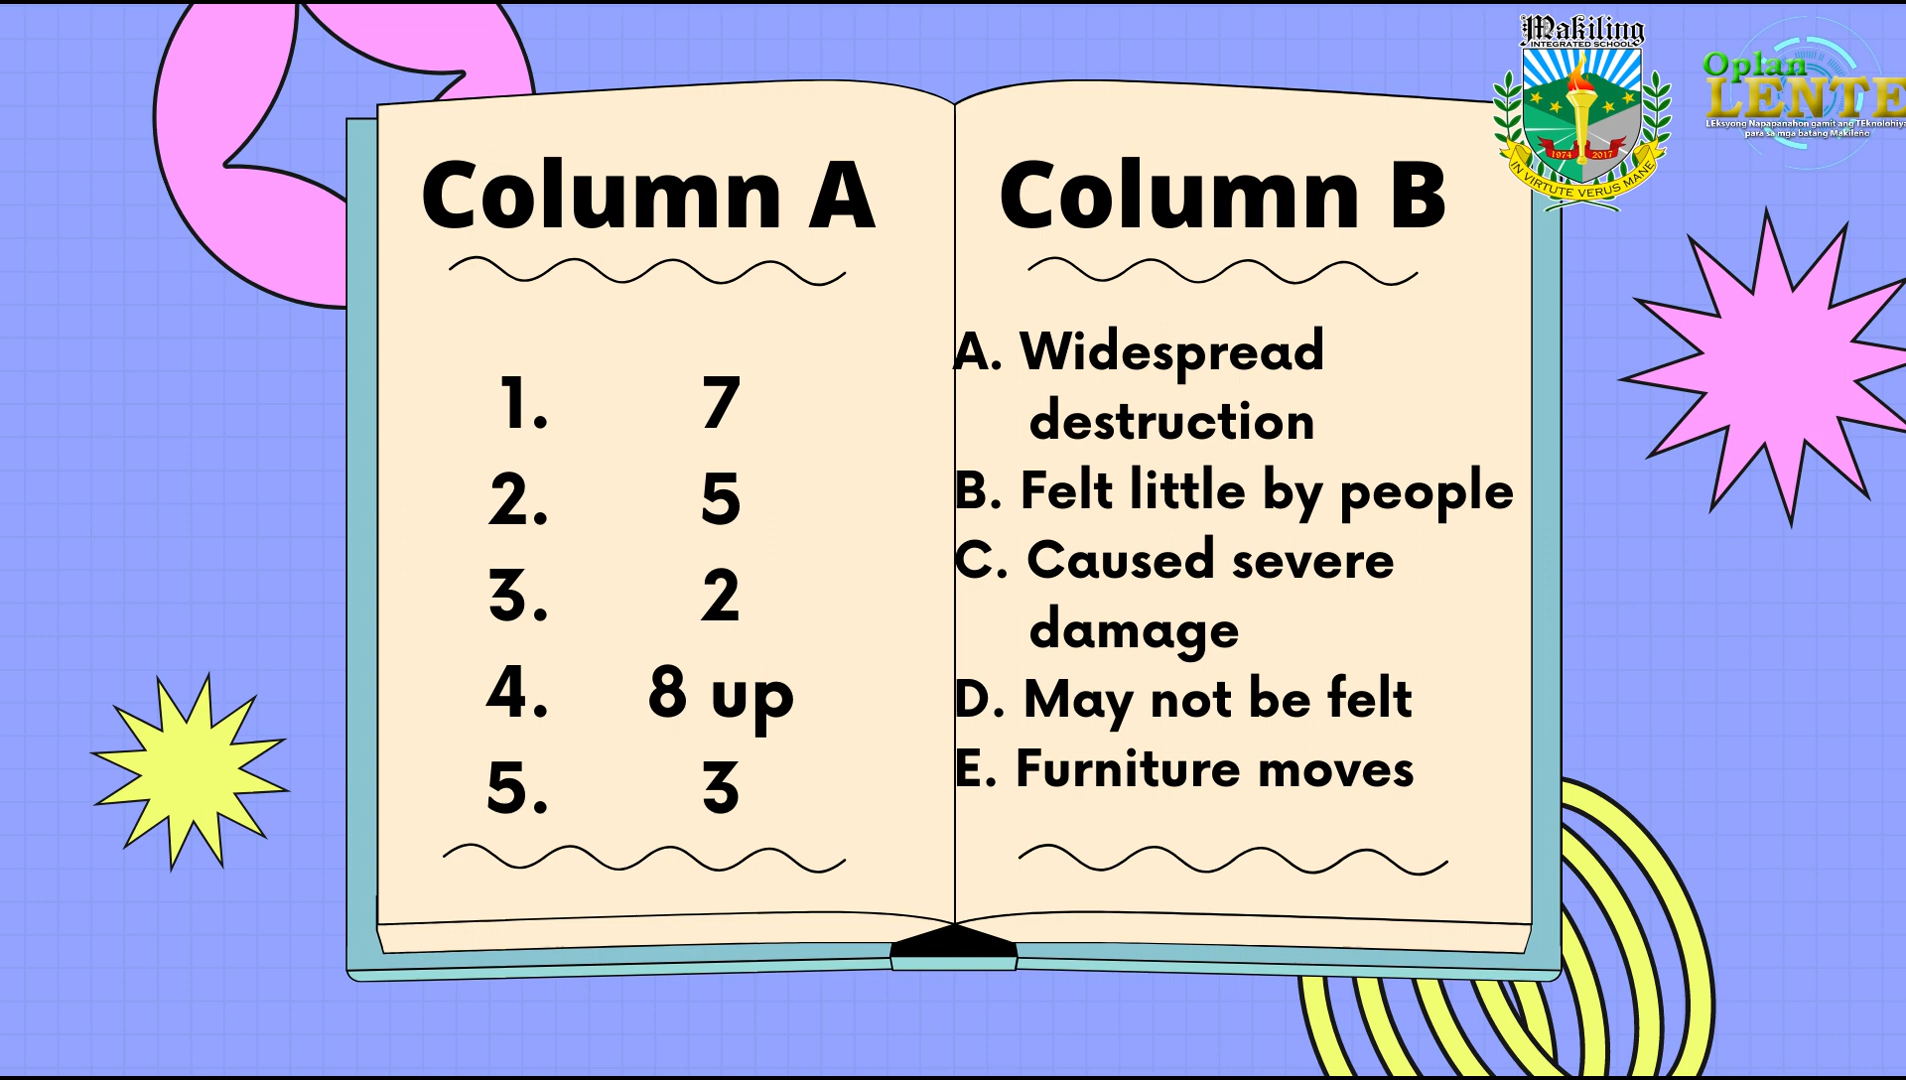 Makiling
INTEGRATED SCHOOL
1974 2017
IN VIRTUTE VERUS MANE
Oplan
LENTE
LEksyong Napapanahon gamit ang TEknolohiya
para sa mga batang Makileño
Column A
1. 7
2. 5
3. 2
4. 8 up
5. 3
Column B
A. Widespread
destruction
B. Felt little by people
C. Caused severe
damage
D. May not be felt
E. Furniture moves